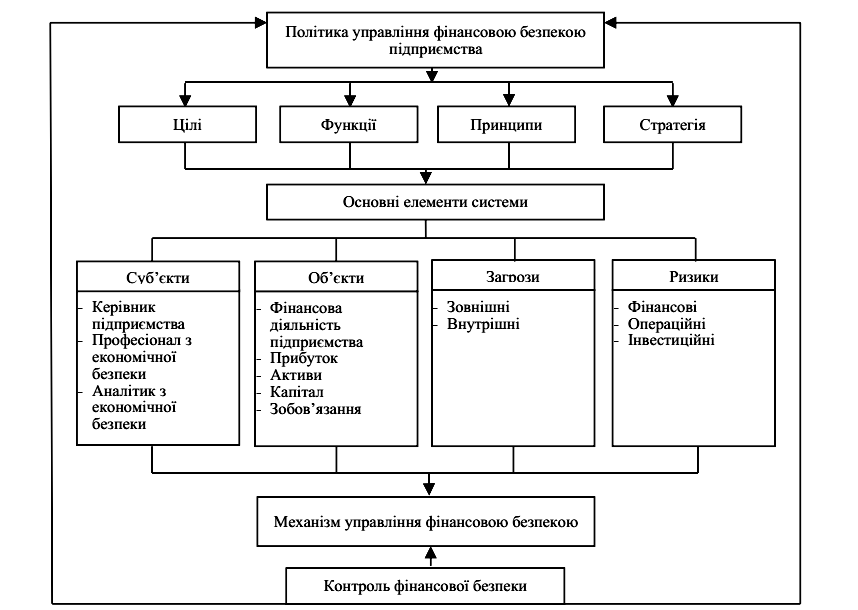 Політика управління фінансовою безпекою
підприємства
Цілі
Функції
Принципи
Стратегія
Основні елементи системи
Суб’єкти
- Керівник
підприємства
- Професіонал з
економічної
безпеки
- Аналітик з
економічної
безпеки
Об’єкти
- Фінансова
діяльність
підприємства
- Прибуток
- Активи
- Капітал
- Зобов’язання
Загрози
- Зовнішні
- Внутрішні
Ризики
- Фінансові
- Операційні
- Інвестиційні
Механізм управління фінансовою безпекою
Контроль фінансової безпеки